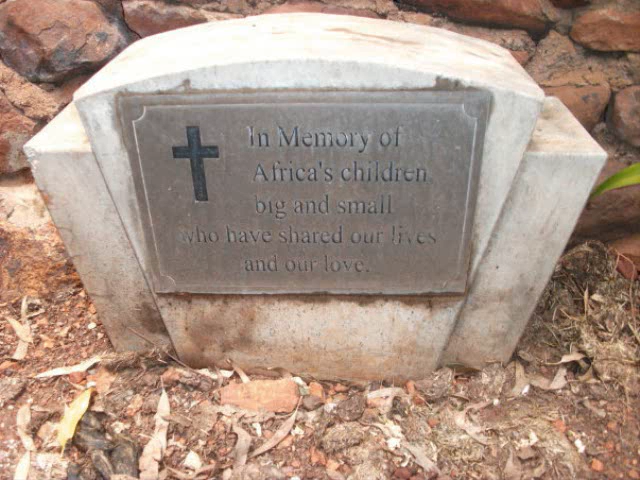 In Memory of
Africa's children
big and small
who have shared our lives
and our love.